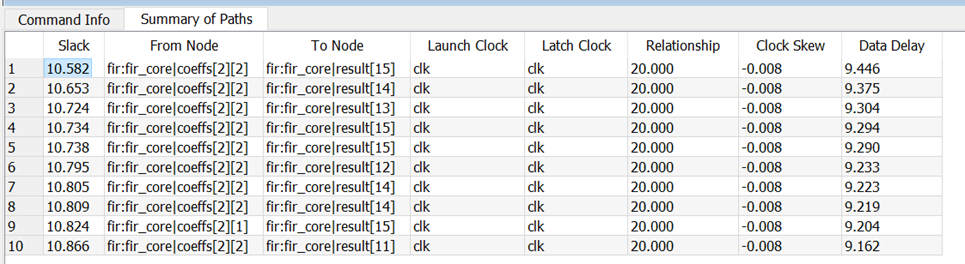 Command Info Summary of Paths
Slack From Node To Node Launch Clock Latch Clock Relationship Clock Skew Data Delay
1 10.582 fir:fir_core|coeffs[2][2] fir:fir_core|result[15] clk clk 20.000 -0.008 9.446
2 10.653 fir:fir_core|coeffs[2][2] fir:fir_core|result[14] clk clk 20.000 -0.008 9.375
3 10.724 fir:fir_core|coeffs[2][2] fir:fir_core|result[13] clk clk 20.000 -0.008 9.304
4 10.734 fir:fir_core|coeffs[2][2] fir:fir_core|result[15] clk clk 20.000 -0.008 9.294
5 10.738 fir:fir_core|coeffs[2][2] fir:fir_core|result[15] clk clk 20.000 -0.008 9.290
6 10.795 fir:fir_core|coeffs[2][2] fir:fir_core|result[12] clk clk 20.000 -0.008 9.233
7 10.805 fir:fir_core|coeffs[2][2] fir:fir_core|result[14] clk clk 20.000 -0.008 9.223
8 10.809 fir:fir_core|coeffs[2][2] fir:fir_core|result[14] clk clk 20.000 -0.008 9.219
9 10.824 fir:fir_core|coeffs[2][1] fir:fir_core|result[15] clk clk 20.000 -0.008 9.204
10 10.866 fir:fir_core|coeffs[2][2] fir:fir_core|result[11] clk clk 20.000 -0.008 9.162